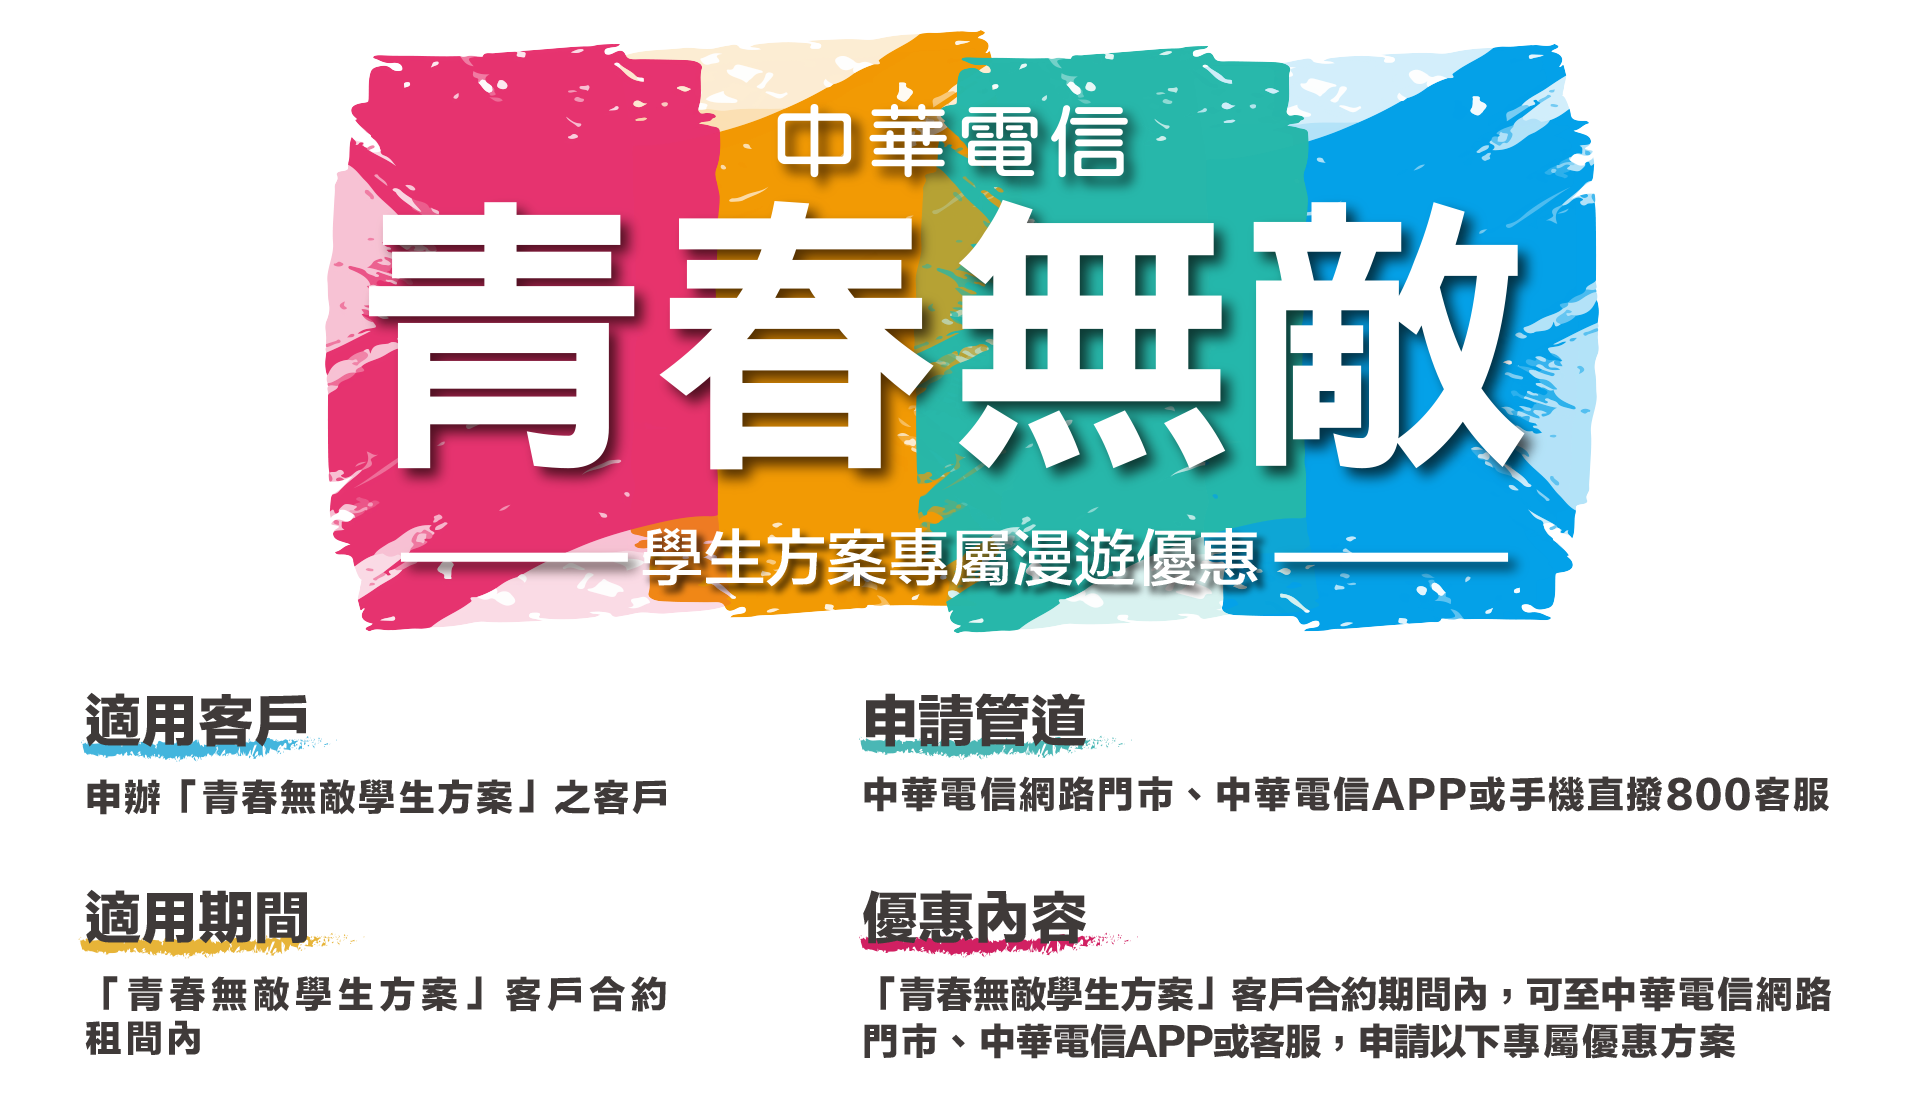 中華電信
青春無敵
學生方案專屬漫遊優惠
適用客戶
申辦「青春無敵學生方案」之客戶
申請管道
中華電信網路門市、中華電信APP或手機直撥800客服
適用期間
「青春無敵學生方案」客戶合約
租間內
優惠內容
「青春無敵學生方案」客戶合約期間內，可至中華電信網路
門市、中華電信APP或客服，申請以下專屬優惠方案